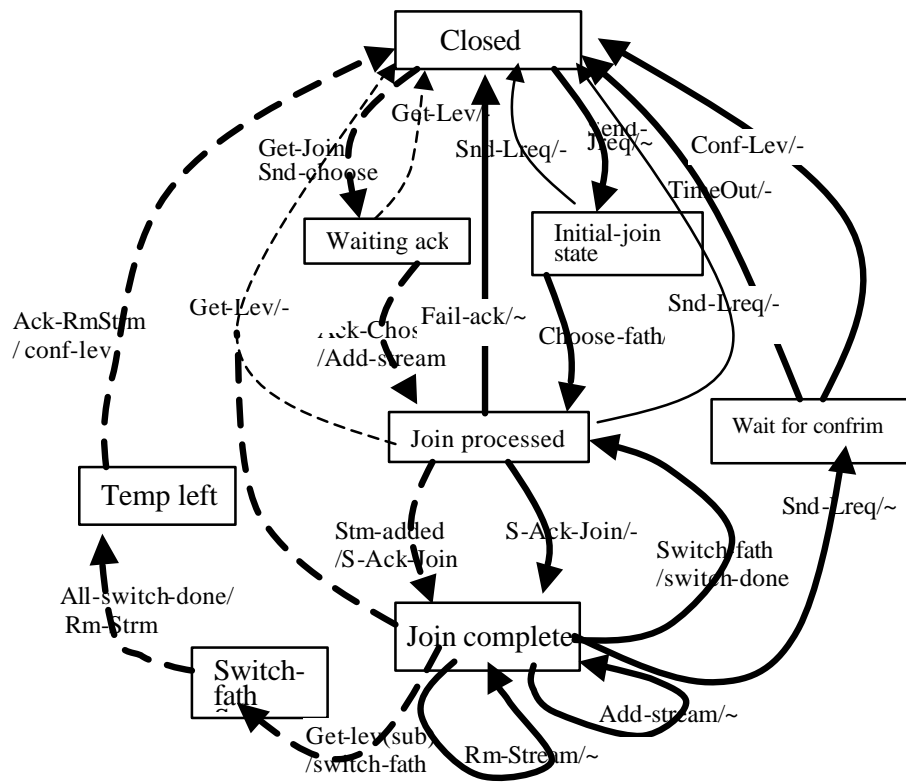 Closed
Get-Lev/-
Get-Join
Snd-choose
Snd-Lreq/-
Jreq/~
Conf-Lev/-
TimeOut/-
Waiting ack
Initial-join
state
Ack-RmStrm
/ conf-lev
Get-Lev/-
Ack-Chos
/Add-stream
Fail-ack/~
Choose-fath/
Snd-Lreq/-
Join processed
Wait for confrim
Temp left
Stm-added
/S-Ack-Join
S-Ack-Join/-
Switch-fath
/switch-done
Snd-Lreq/~
All-switch-done/
Rm-Strm
Join complete
Switch-
fath
Get-lev(sub)
/switch-fath
Rm-Stream/~
Add-stream/~